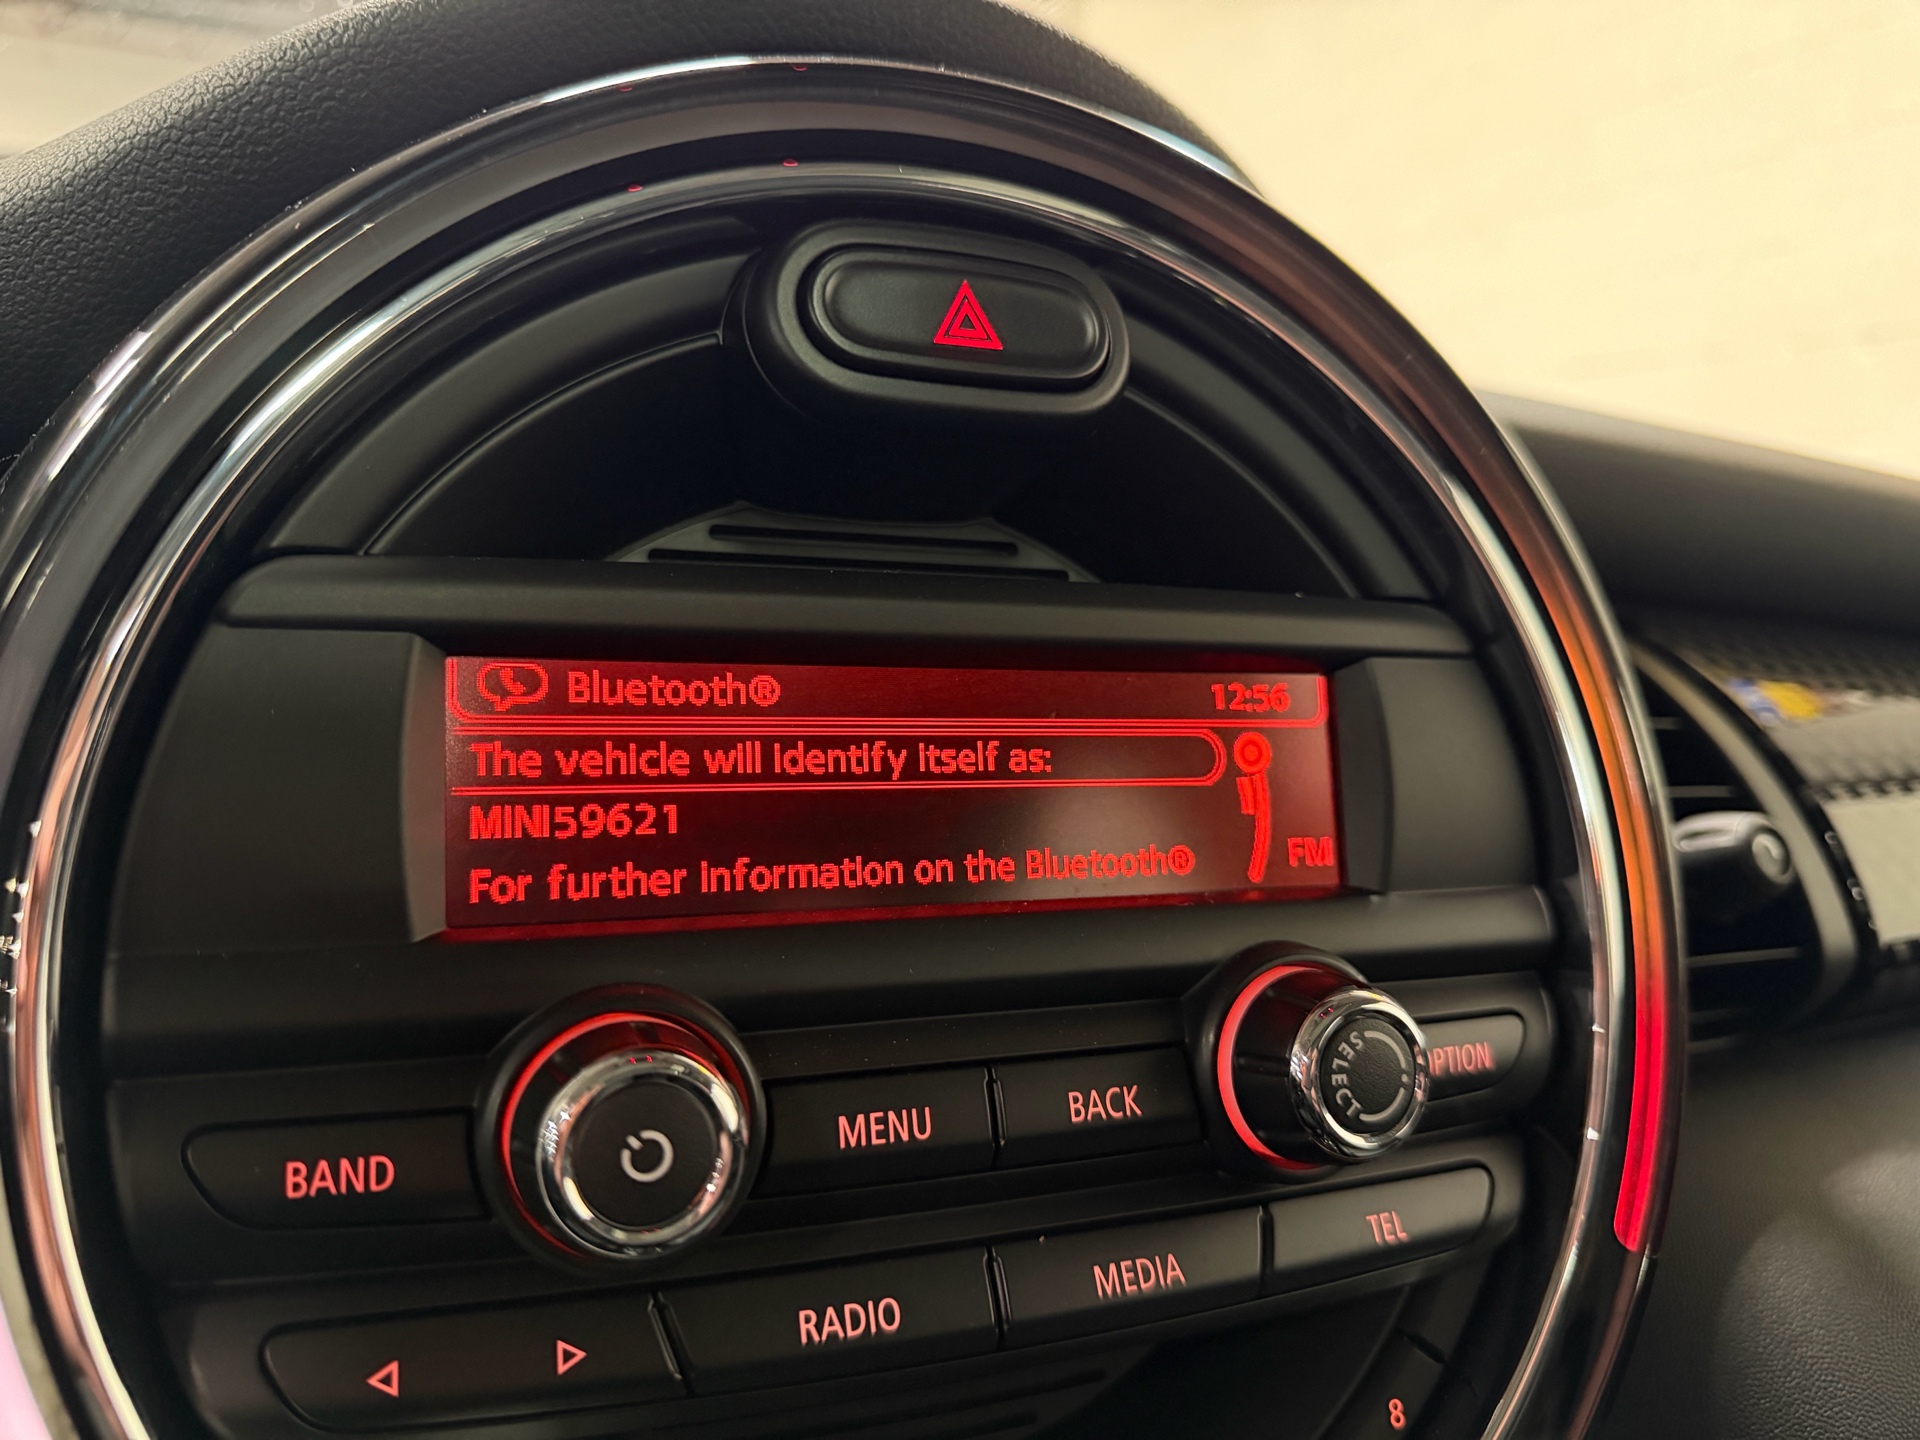 Bluetooth® 12:56
The vehicle will identify itself as:
MINI59621
For further information on the Bluetooth®
FM
BAND
MENU
BACK
SELECT
PTION
RADIO
MEDIA
TEL
8